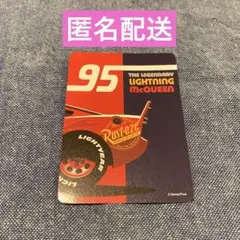 匿名配送
95
THE LEGENDARY
LIGHTNING
McQUEEN
Rust-eze
LIGHTYEAR
©Disney/Pixar